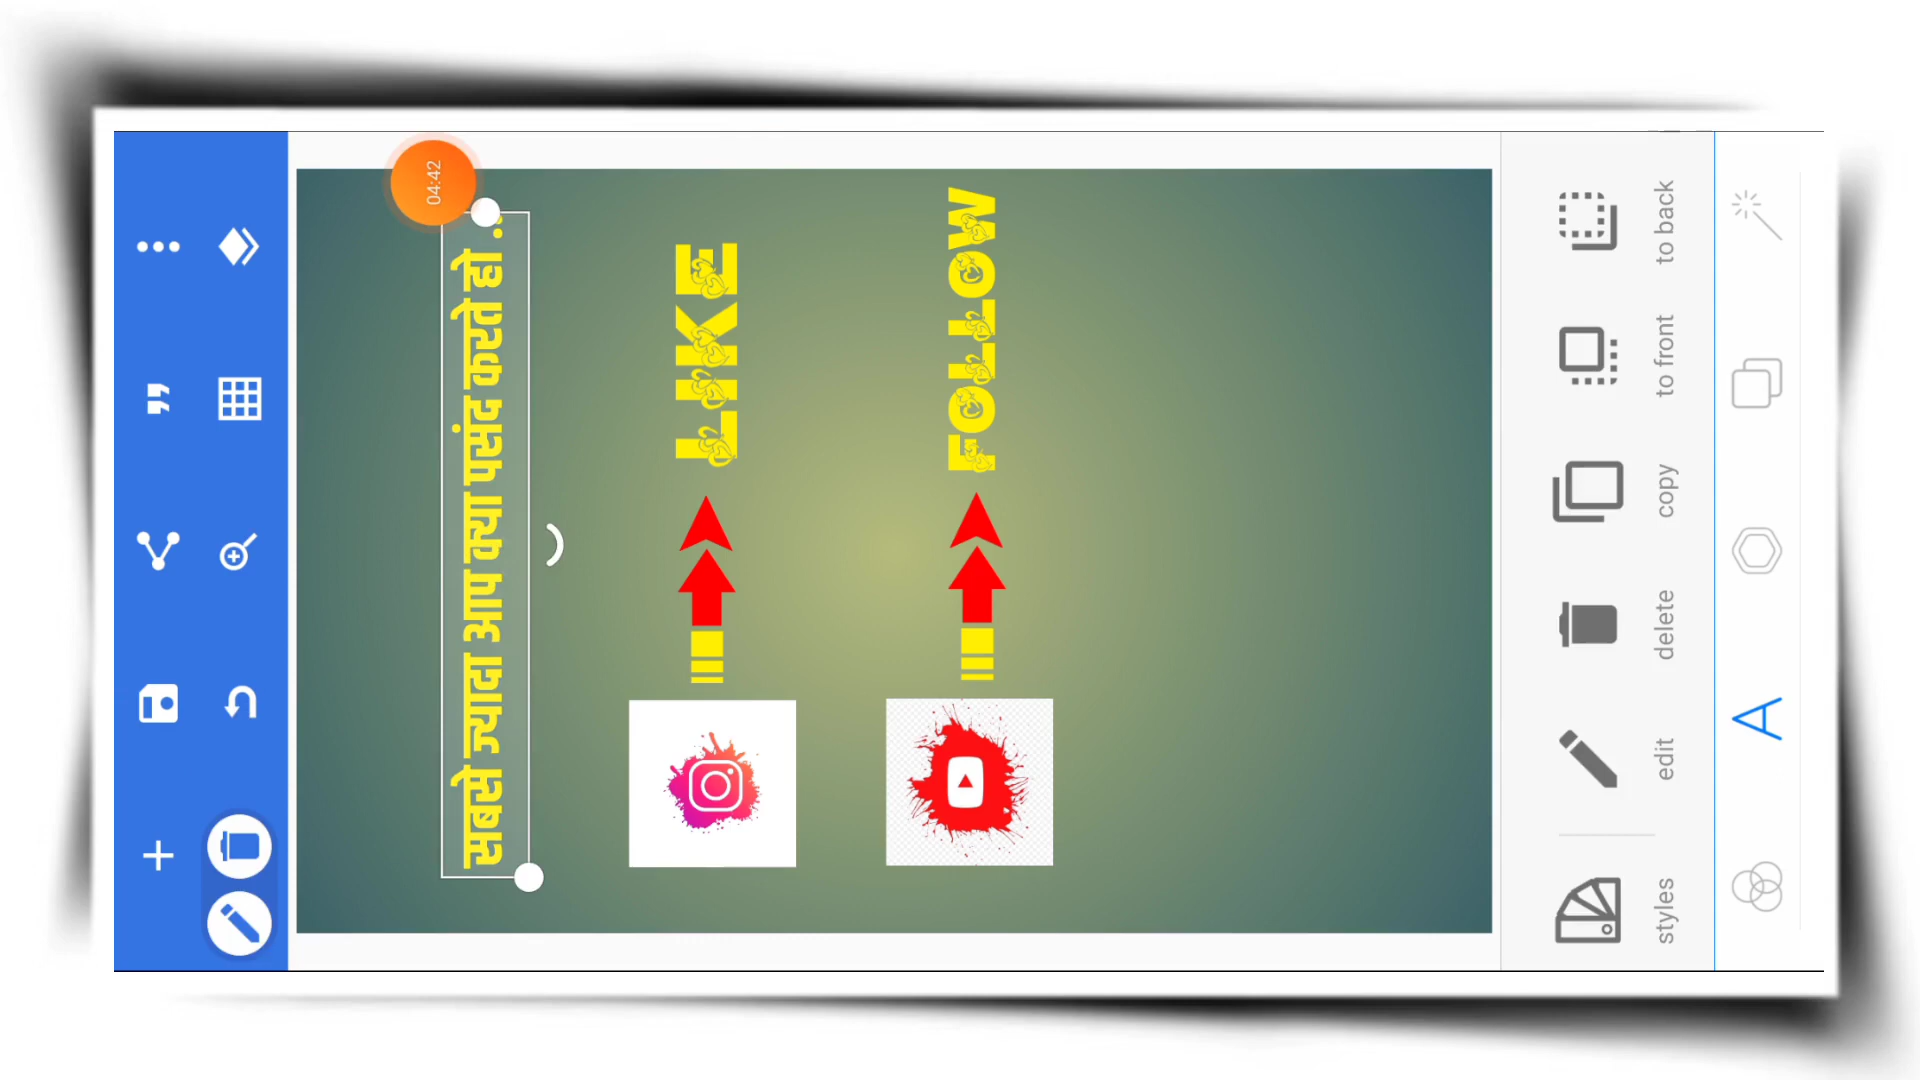 04:42
सबसे ज्यादा आप क्या पसंद करते हो ..
LIKE
FOLLOW
styles
edit
delete
copy
to front
to back
A